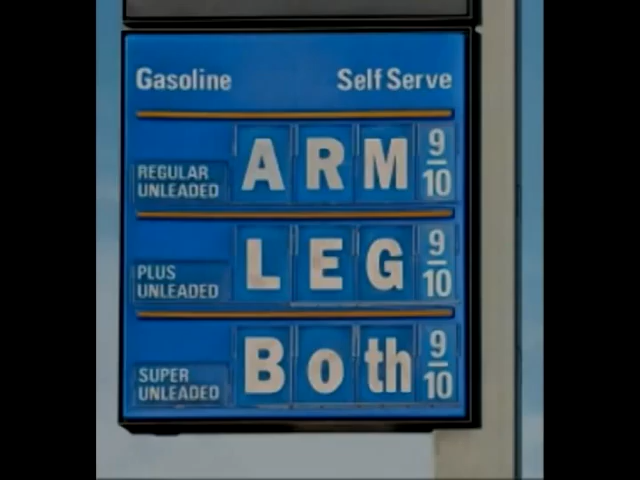 Gasoline Self Serve
REGULAR UNLEADED ARM 9/10
PLUS UNLEADED LEG 9/10
SUPER UNLEADED Both 9/10